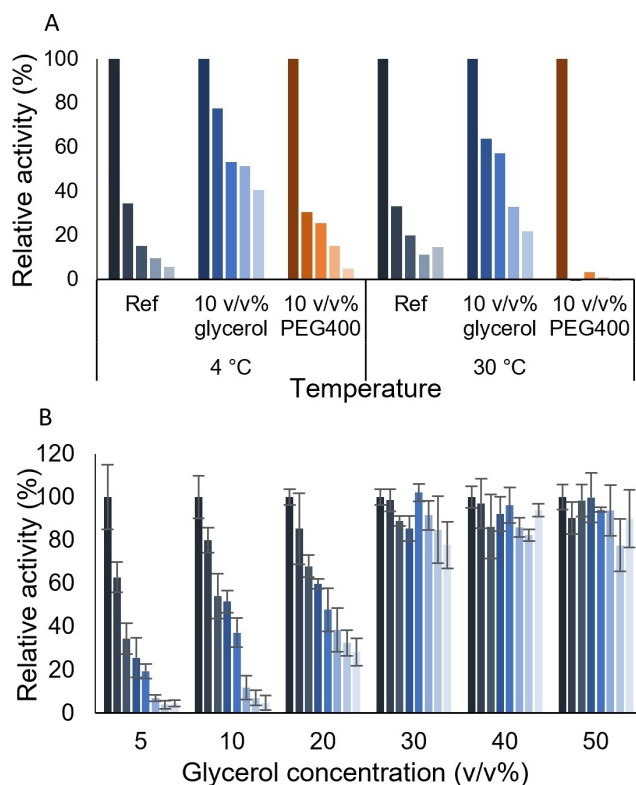 A
Relative activity (%)
100
80
60
40
20
0
Ref
10 v/v%
glycerol
10 v/v%
PEG400
Ref
10 v/v%
glycerol
10 v/v%
PEG400
4 °C
30 °C
Temperature
B
Relative activity (%)
120
100
80
60
40
20
0
5
10
20
30
40
50
Glycerol concentration (v/v%)